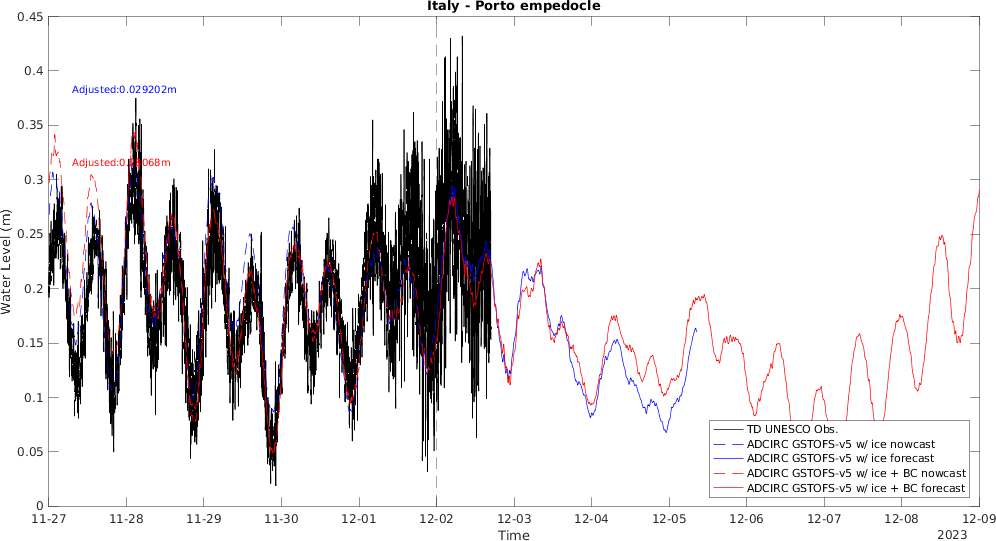 Italy - Porto empedocle
Water Level (m)
0.45
0.4
0.35
0.3
0.25
0.2
0.15
0.1
0.05
0
Adjusted:0.029202m
TD UNESCO Obs.
ADCIRC GSTOFS-v5 w/ ice nowcast
ADCIRC GSTOFS-v5 w/ ice forecast
ADCIRC GSTOFS-v5 w/ ice + BC nowcast
ADCIRC GSTOFS-v5 w/ ice + BC forecast
11-27
11-28
11-29
11-30
12-01
12-02
12-03
12-04
12-05
12-06
12-07
12-08
12-09
Time
2023